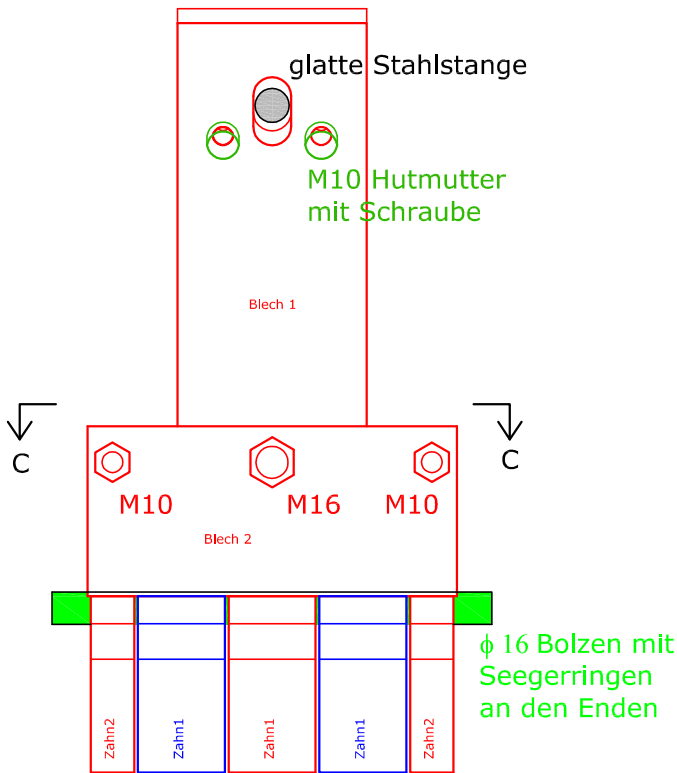 glatte Stahlstange
M10 Hutmutter
mit Schraube
Blech 1
C
C
M10
M16
M10
Blech 2
ϕ 16 Bolzen mit
Seegerringen
an den Enden
Zahn2
Zahn1
Zahn1
Zahn1
Zahn2